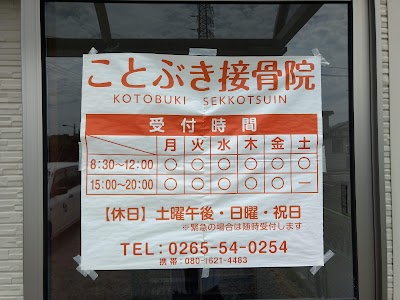 ことぶき接骨院
KOTOBUKI SEKKOTSUIN
受付時間
月 火 水 木 金 土
8:30〜12:00 ○ ○ ○ ○ ○ ○
15:00〜20:00 ○ ○ ○ ○ ○ ー
【休日】土曜午後・日曜・祝日
※緊急の場合は随時受付します
TEL:0265-54-0254
携帯:080-1621-4483